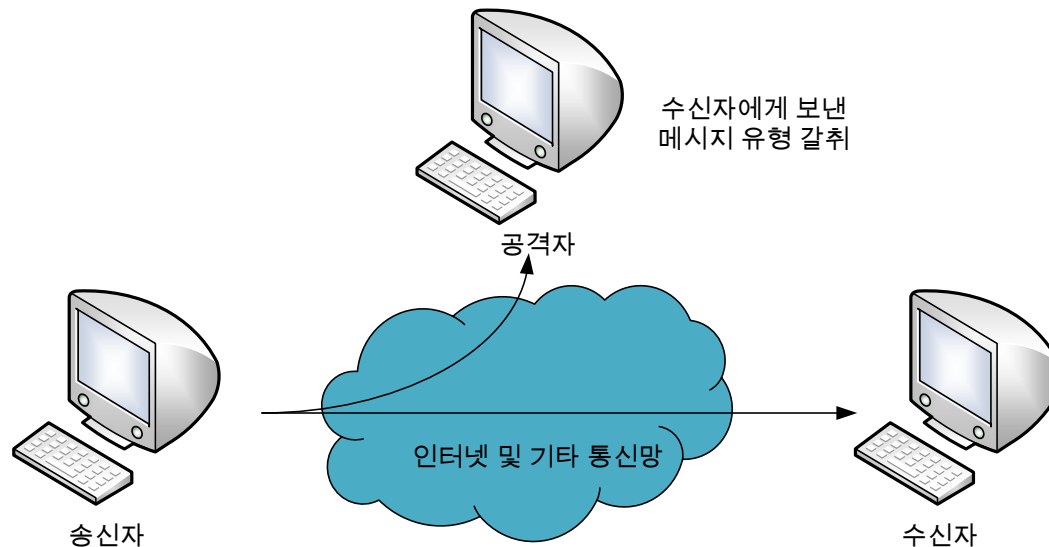 수신자에게 보낸
메시지 유형 갈취
공격자
인터넷 및 기타 통신망
송신자
수신자